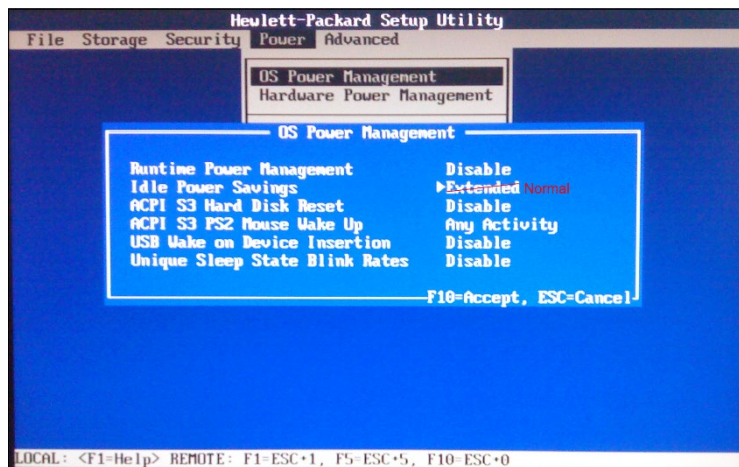 Hewlett-Packard Setup Utility
File Storage Security Power Advanced
OS Power Management
Hardware Power Management
OS Power Management
Runtime Power Management Disable
Idle Power Savings ▶Extended Normal
ACPI S3 Hard Disk Reset Disable
ACPI S3 PS2 Mouse Wake Up Any Activity
USB Wake on Device Insertion Disable
Unique Sleep State Blink Rates Disable
F10=Accept, ESC=Cancel
LOCAL: <F1=Help> REMOTE: F1=ESC+1, F5=ESC+5, F10=ESC+0